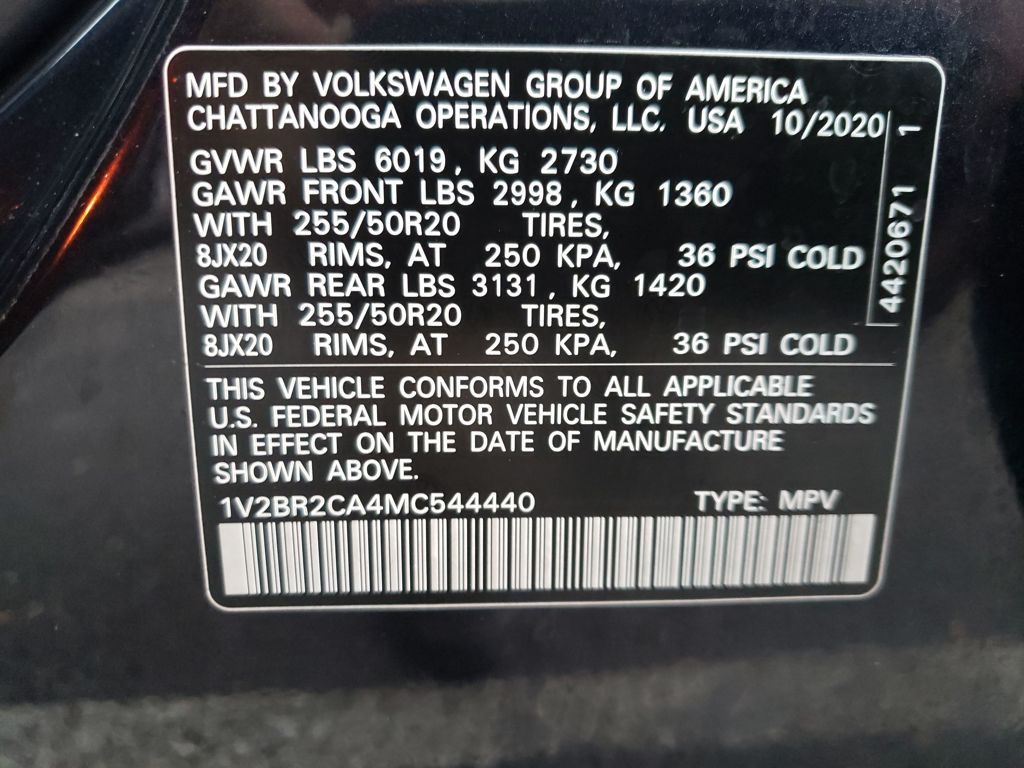 MFD BY VOLKSWAGEN GROUP OF AMERICA
CHATTANOOGA OPERATIONS, LLC. USA 10/2020
GVWR LBS 6019, KG 2730
GAWR FRONT LBS 2998, KG 1360
WITH 255/50R20 TIRES,
8JX20 RIMS, AT 250 KPA, 36 PSI COLD
GAWR REAR LBS 3131, KG 1420
WITH 255/50R20 TIRES,
8JX20 RIMS, AT 250 KPA, 36 PSI COLD
4420671 1
THIS VEHICLE CONFORMS TO ALL APPLICABLE
U.S. FEDERAL MOTOR VEHICLE SAFETY STANDARDS
IN EFFECT ON THE DATE OF MANUFACTURE
SHOWN ABOVE.
1V2BR2CA4MC544440 TYPE: MPV